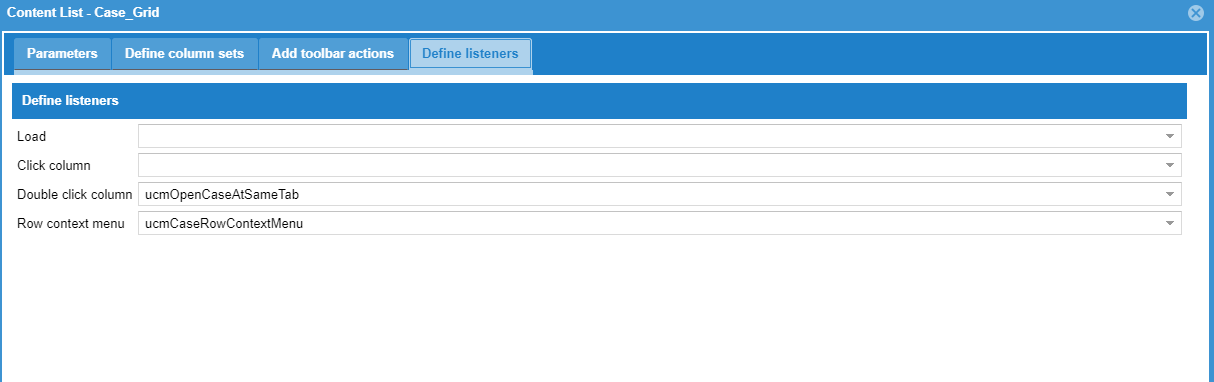 Content List - Case_Grid
Parameters Define column sets Add toolbar actions Define listeners
Define listeners
Load
Click column
Double click column ucmOpenCaseAtSameTab
Row context menu ucmCaseRowContextMenu